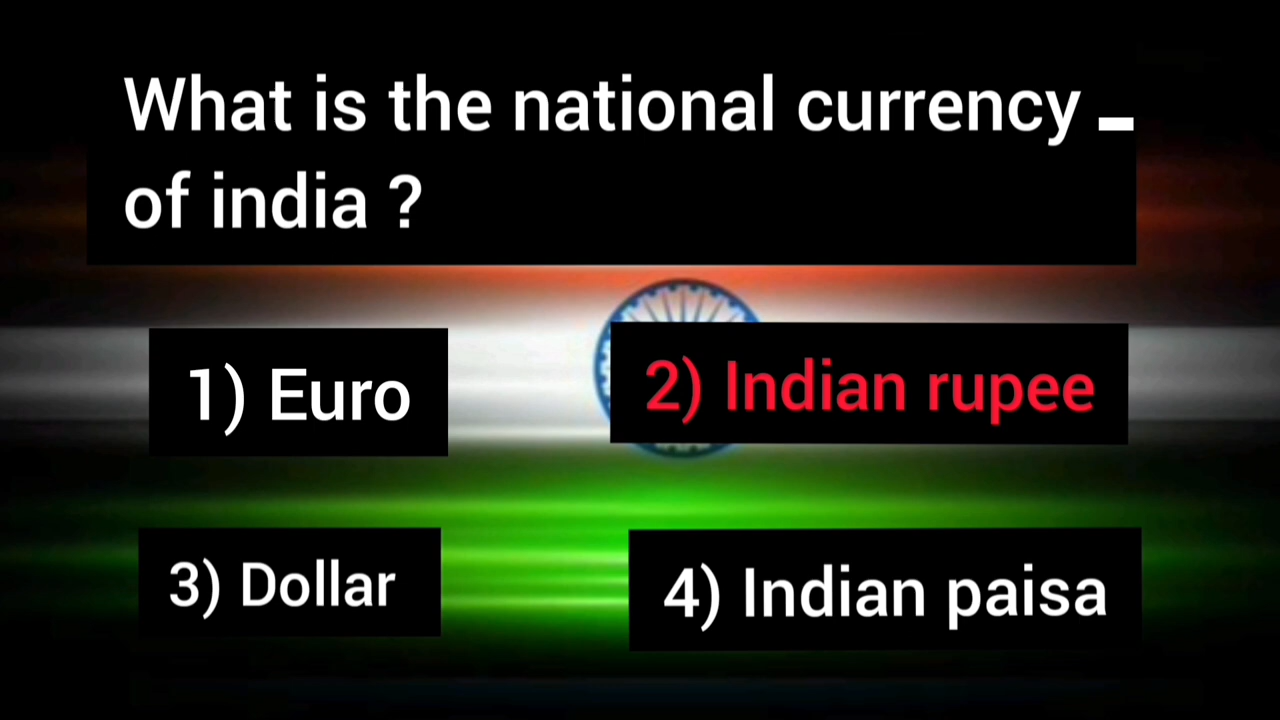 What is the national currency
of india ?
1) Euro
2) Indian rupee
3) Dollar
4) Indian paisa